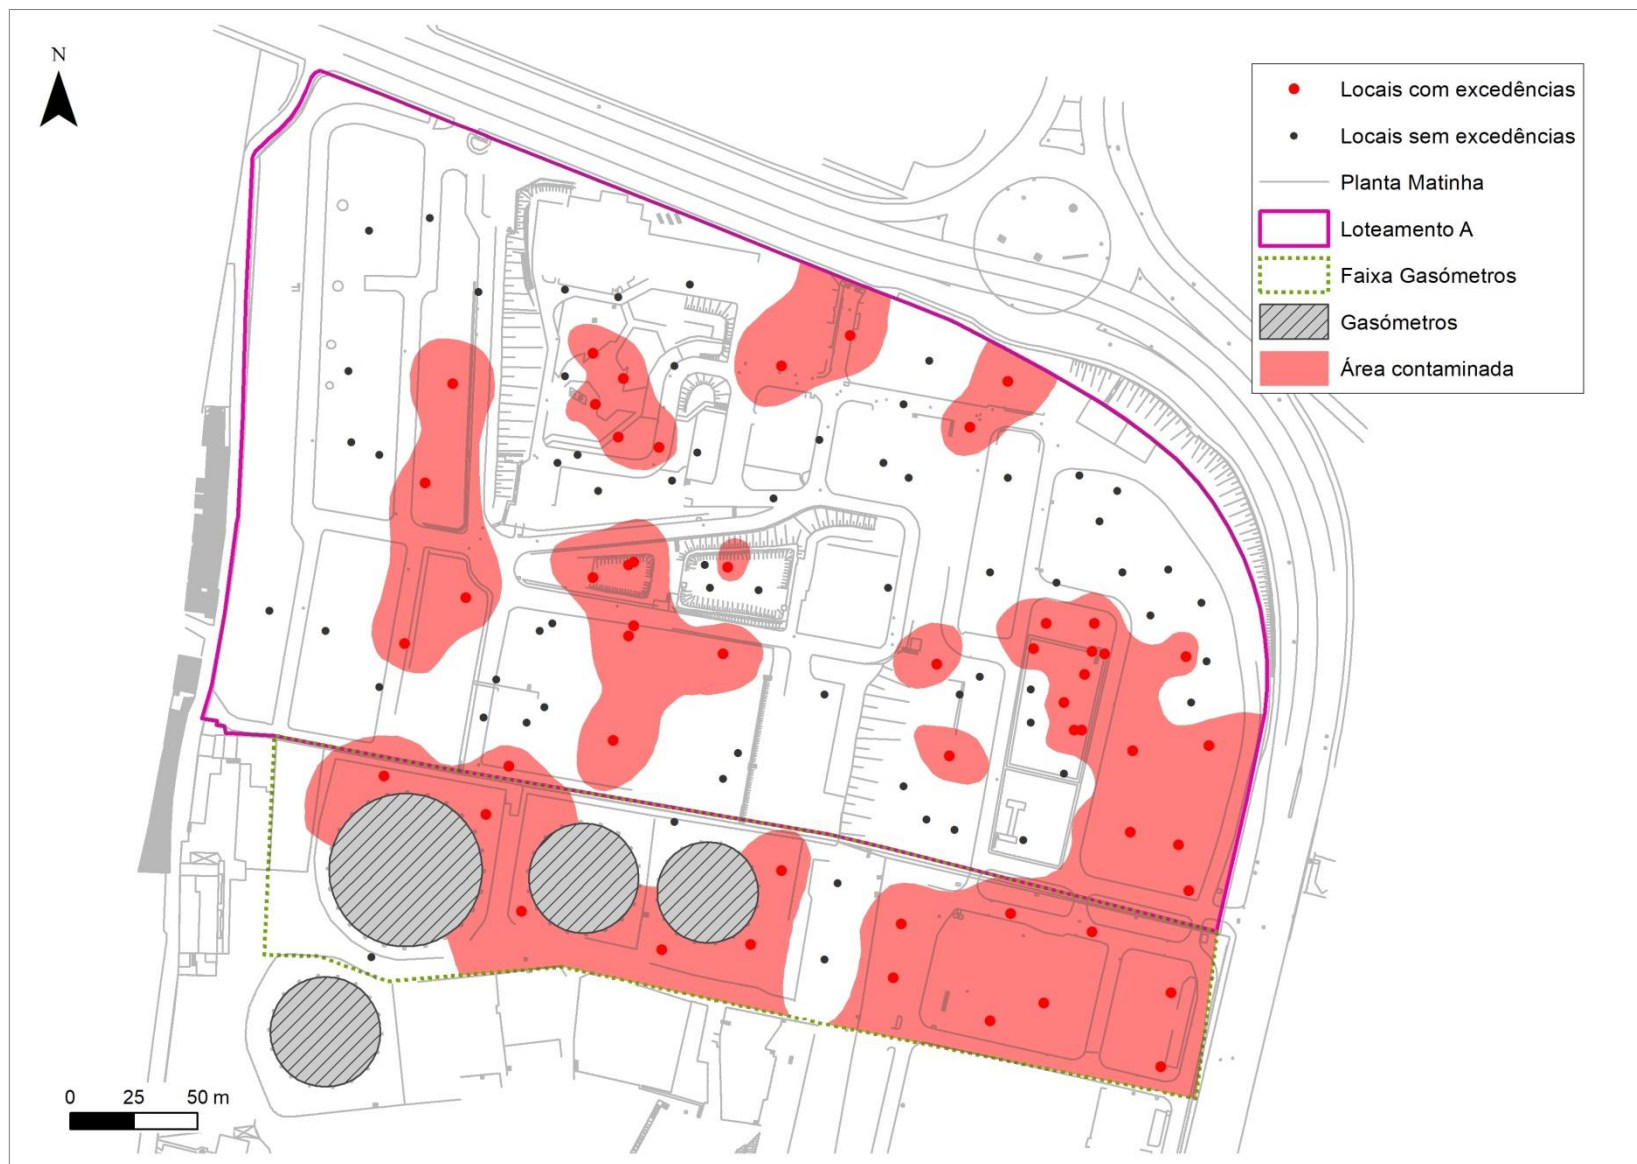 N
Locais com excedências
Locais sem excedências
Planta Matinha
Loteamento A
Faixa Gasómetros
Gasómetros
Área contaminada
0 25 50 m